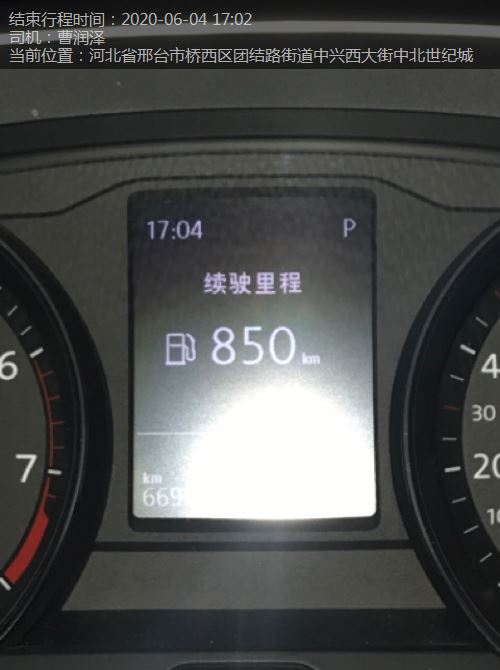 结束行程时间：2020-06-04 17:02
司机：曹润泽
当前位置：河北省邢台市桥西区团结路街道中兴西大街中北世纪城
17:04 P
续驶里程
850 km
km
6
7
4
30
20
10